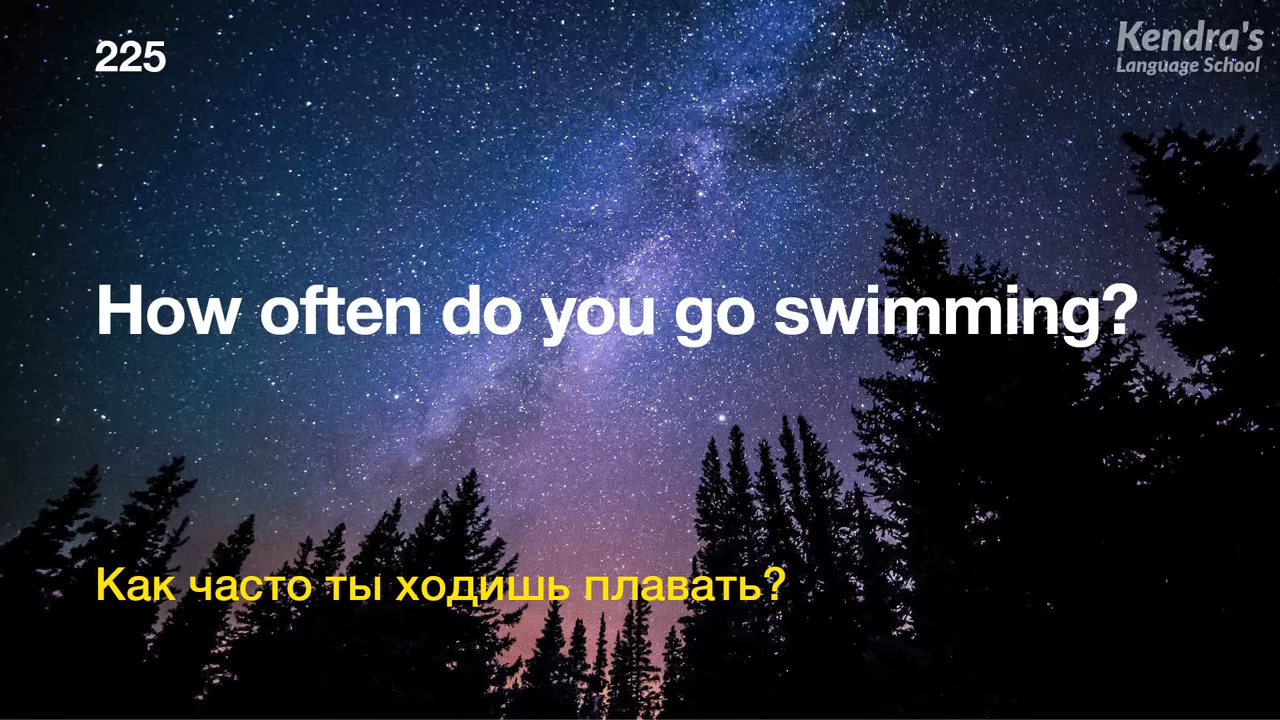 225
Kendra's
Language School
How often do you go swimming?
Как часто ты ходишь плавать?